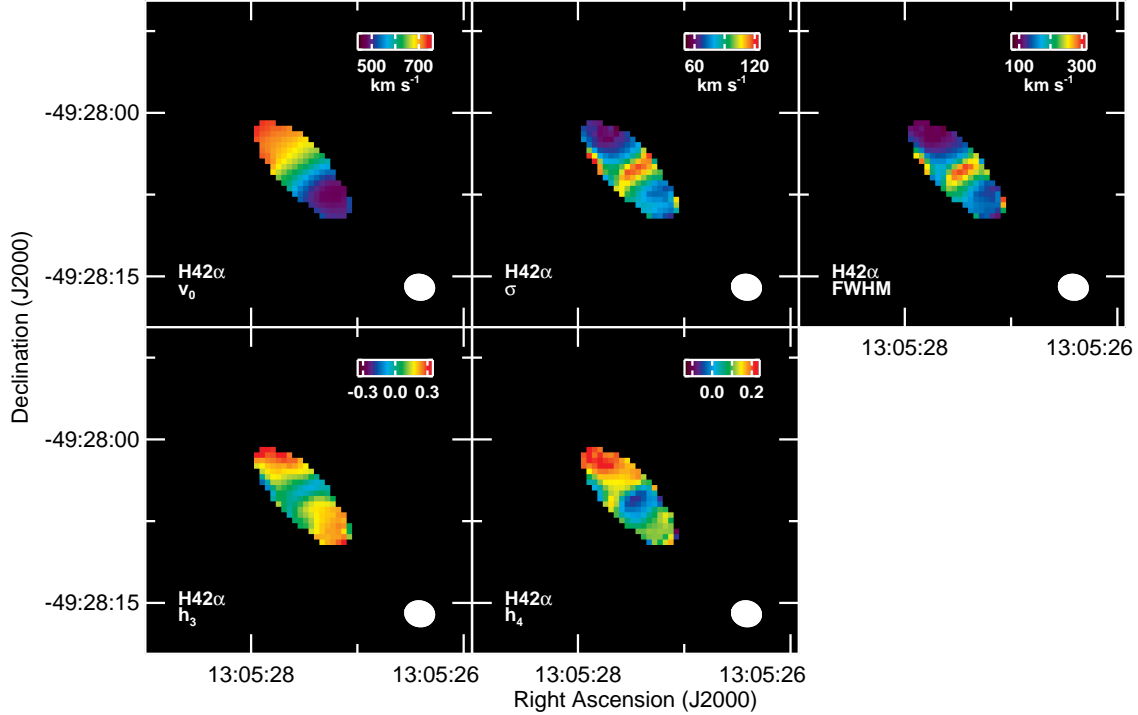 500 700
km s⁻¹
60 120
km s⁻¹
100 300
km s⁻¹
-49:28:00
-49:28:15
H42α
v₀
H42α
σ
H42α
FWHM
13:05:28 13:05:26
Declination (J2000)
-0.3 0.0 0.3
0.0 0.2
-49:28:00
-49:28:15
H42α
h₃
H42α
h₄
13:05:28 13:05:26
13:05:28 13:05:26
Right Ascension (J2000)